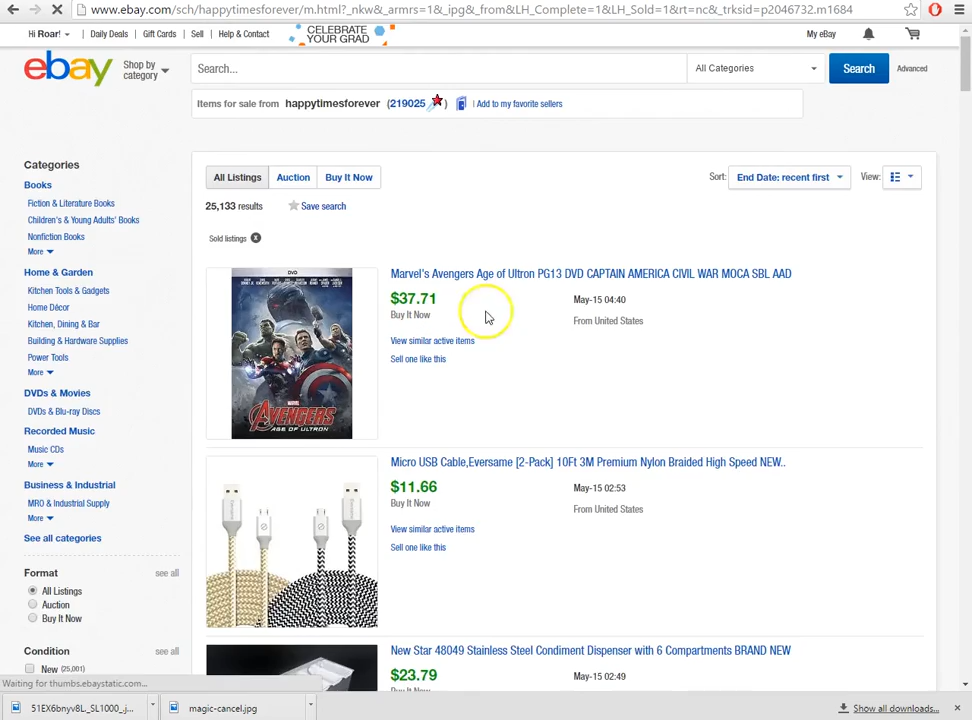 www.ebay.com/sch/happytimesforever/m.html?_nkw&_armrs=1&_ipg&_from&LH_Complete=1&LH_Sold=1&rt=nc&_trksid=p2046732.m1684
Hi Roar!
Daily Deals
Gift Cards
Sell
Help & Contact
CELEBRATE
YOUR GRAD
My eBay
ebay
Shop by
category
Search...
All Categories
Search
Advanced
Items for sale from happytimesforever (219025 ) | Add to my favorite sellers
Categories
Books
Fiction & Literature Books
Children's & Young Adults' Books
Nonfiction Books
More
Home & Garden
Kitchen Tools & Gadgets
Home Décor
Kitchen, Dining & Bar
Building & Hardware Supplies
Power Tools
More
DVDs & Movies
DVDs & Blu-ray Discs
Recorded Music
Music CDs
More
Business & Industrial
MRO & Industrial Supply
More
See all categories
Format
see all
All Listings
Auction
Buy It Now
Condition
see all
New (25,001)
All Listings
Auction
Buy It Now
Sort:
End Date: recent first
View:
25,133 results
Save search
Sold listings
DVD
MARVEL
AVENGERS
AGE OF ULTRON
Marvel's Avengers Age of Ultron PG13 DVD CAPTAIN AMERICA CIVIL WAR MOCA SBL AAD
$37.71
Buy It Now
May-15 04:40
From United States
View similar active items
Sell one like this
Micro USB Cable,Eversame [2-Pack] 10Ft 3M Premium Nylon Braided High Speed NEW..
$11.66
Buy It Now
May-15 02:53
From United States
View similar active items
Sell one like this
New Star 48049 Stainless Steel Condiment Dispenser with 6 Compartments BRAND NEW
$23.79
Buy It Now
May-15 02:49
Waiting for thumbs.ebaystatic.com...
51EX6bnyv8L._SL1000_.j...
magic-cancel.jpg
Show all downloads...